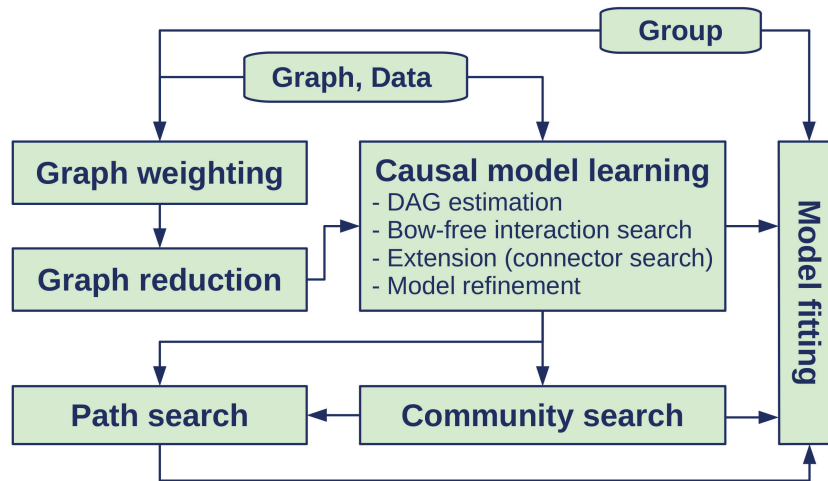 Group
Graph, Data
Graph weighting
Causal model learning
- DAG estimation
- Bow-free interaction search
- Extension (connector search)
- Model refinement
Graph reduction
Model fitting
Path search
Community search